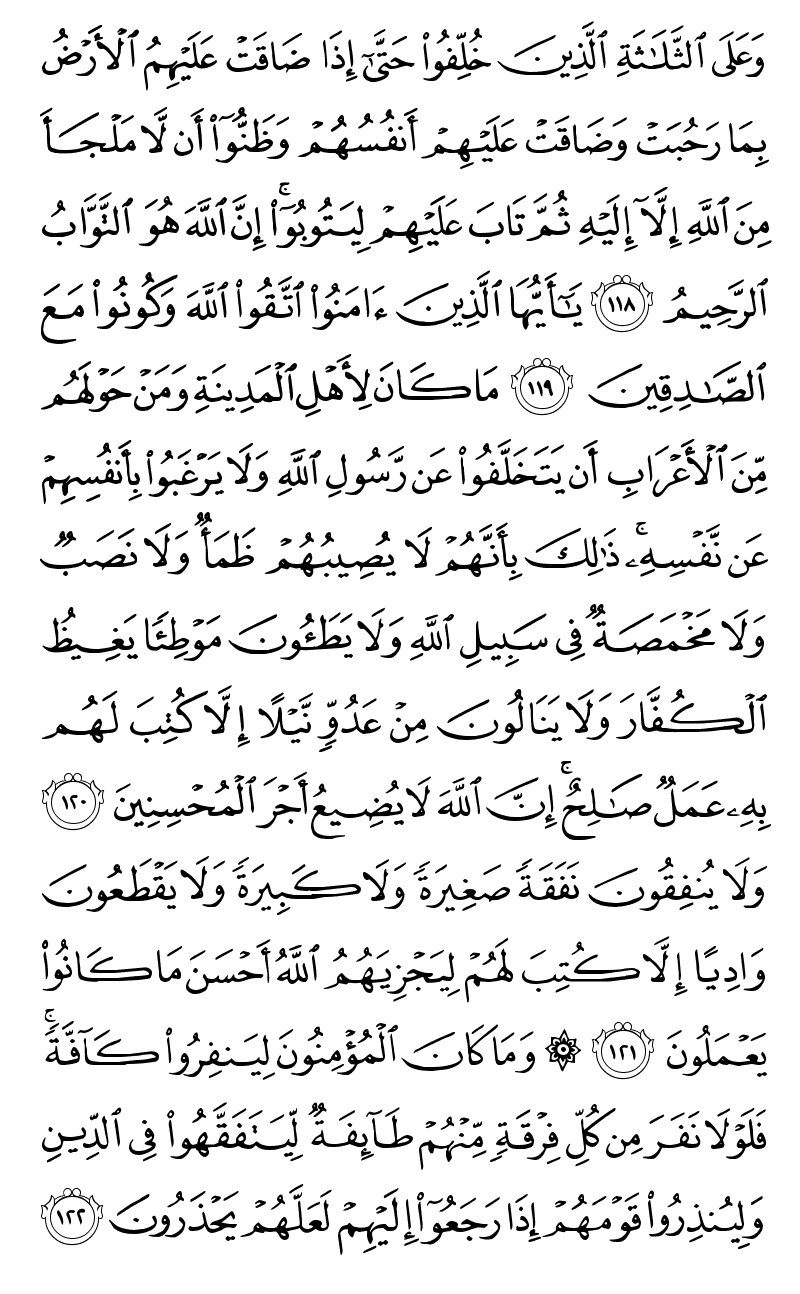 وَعَلَى ٱلثَّلَـٰثَةِ ٱلَّذِينَ خُلِّفُوا۟ حَتَّىٰٓ إِذَا ضَاقَتْ عَلَيْهِمُ ٱلْأَرْضُ
بِمَا رَحُبَتْ وَضَاقَتْ عَلَيْهِمْ أَنفُسُهُمْ وَظَنُّوٓا۟ أَن لَّا مَلْجَأَ
مِنَ ٱللَّهِ إِلَّآ إِلَيْهِ ثُمَّ تَابَ عَلَيْهِمْ لِيَتُوبُوٓا۟ ۚ إِنَّ ٱللَّهَ هُوَ ٱلتَّوَّابُ
ٱلرَّحِيمُ ١١٨ يَـٰٓأَيُّهَا ٱلَّذِينَ ءَامَنُوا۟ ٱتَّقُوا۟ ٱللَّهَ وَكُونُوا۟ مَعَ
ٱلصَّـٰدِقِينَ ١١٩ مَا كَانَ لِأَهْلِ ٱلْمَدِينَةِ وَمَنْ حَوْلَهُم
مِّنَ ٱلْأَعْرَابِ أَن يَتَخَلَّفُوا۟ عَن رَّسُولِ ٱللَّهِ وَلَا يَرْغَبُوا۟ بِأَنفُسِهِمْ
عَن نَّفْسِهِۦ ۚ ذَٰلِكَ بِأَنَّهُمْ لَا يُصِيبُهُمْ ظَمَأٌ وَلَا نَصَبٌ
وَلَا مَخْمَصَةٌ فِى سَبِيلِ ٱللَّهِ وَلَا يَطَـُٔونَ مَوْطِئًا يَغِيظُ
ٱلْكُفَّارَ وَلَا يَنَالُونَ مِنْ عَدُوٍّ نَّيْلًا إِلَّا كُتِبَ لَهُم
بِهِۦ عَمَلٌ صَـٰلِحٌ ۚ إِنَّ ٱللَّهَ لَا يُضِيعُ أَجْرَ ٱلْمُحْسِنِينَ ١٢٠
وَلَا يُنفِقُونَ نَفَقَةً صَغِيرَةً وَلَا كَبِيرَةً وَلَا يَقْطَعُونَ
وَادِيًا إِلَّا كُتِبَ لَهُمْ لِيَجْزِيَهُمُ ٱللَّهُ أَحْسَنَ مَا كَانُوا۟
يَعْمَلُونَ ١٢١ ۞ وَمَا كَانَ ٱلْمُؤْمِنُونَ لِيَنفِرُوا۟ كَآفَّةً ۚ
فَلَوْلَا نَفَرَ مِن كُلِّ فِرْقَةٍ مِّنْهُمْ طَآئِفَةٌ لِّيَتَفَقَّهُوا۟ فِى ٱلدِّينِ
وَلِيُنذِرُوا۟ قَوْمَهُمْ إِذَا رَجَعُوٓا۟ إِلَيْهِمْ لَعَلَّهُمْ يَحْذَرُونَ ١٢٢